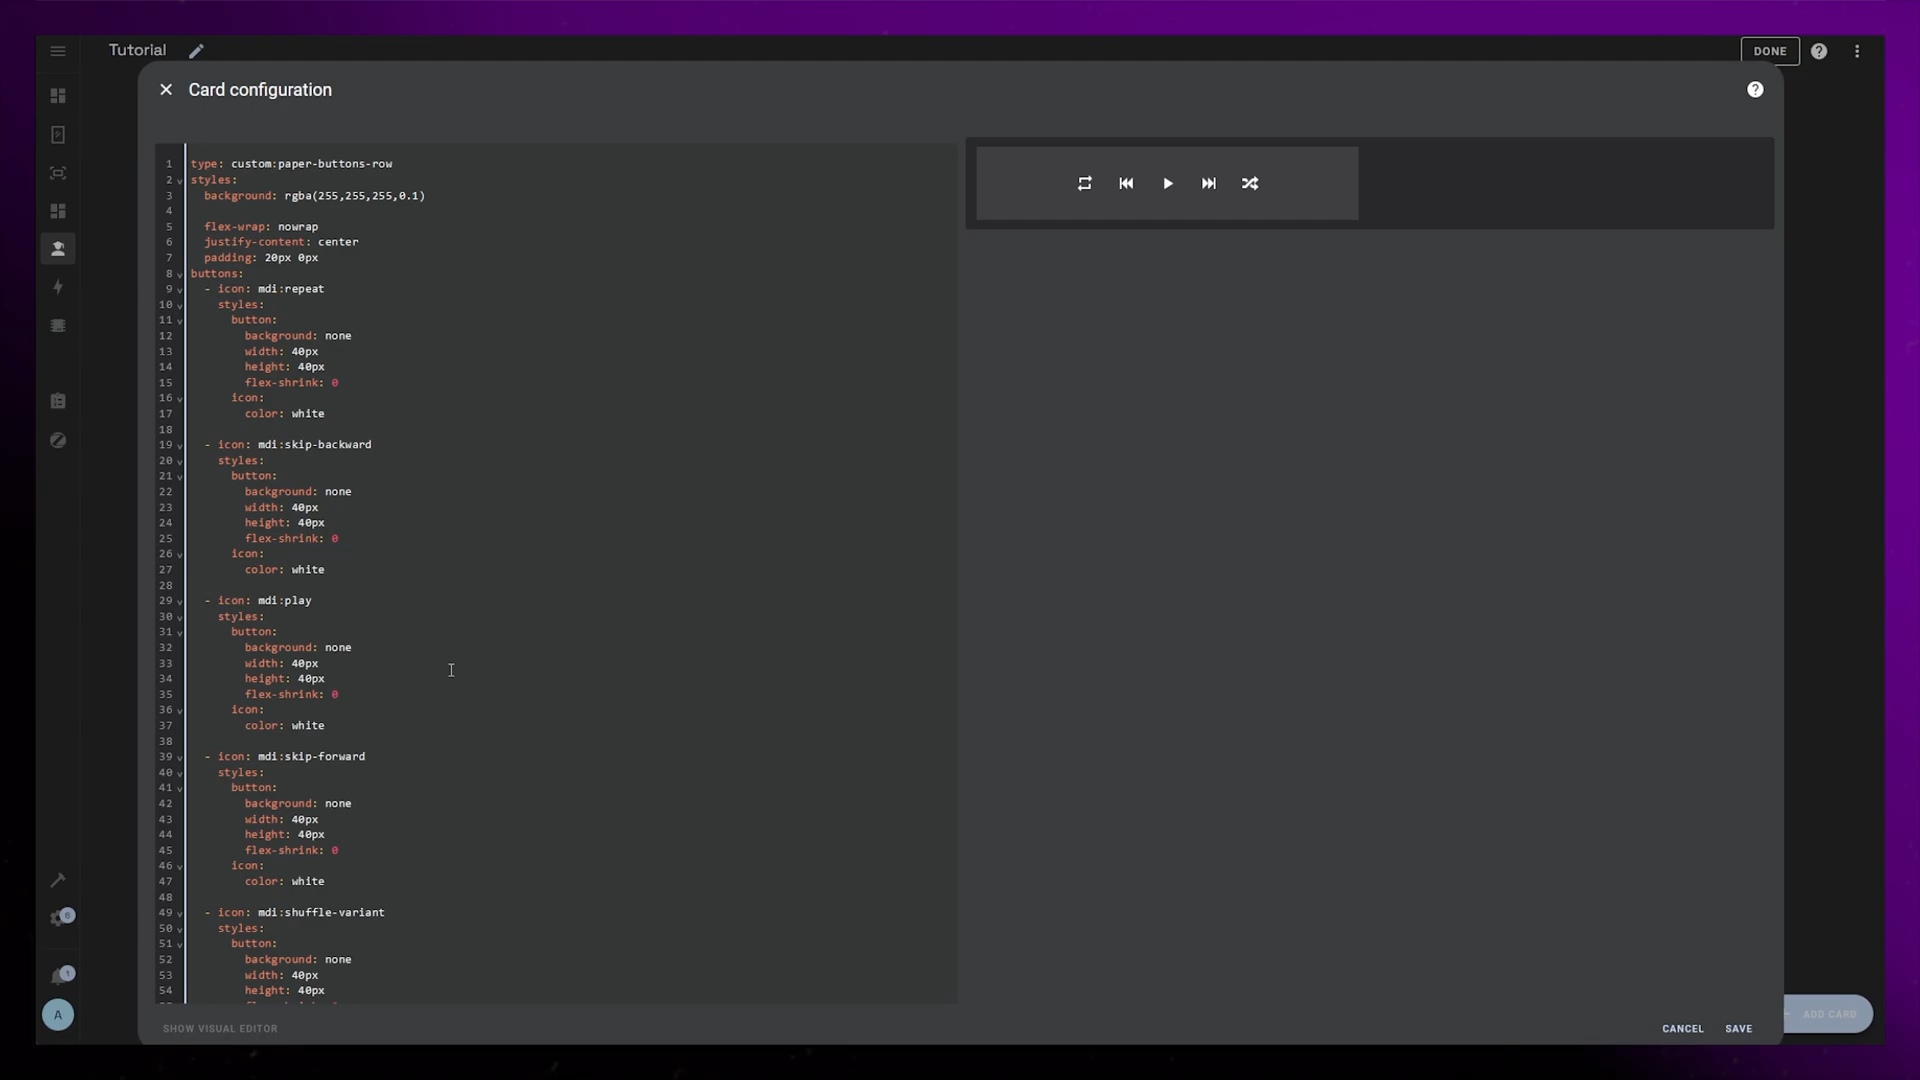 Tutorial
DONE
Card configuration
1 type: custom:paper-buttons-row
2 styles:
3 background: rgba(255,255,255,0.1)
4
5 flex-wrap: nowrap
6 justify-content: center
7 padding: 20px 0px
8 buttons:
9 - icon: mdi:repeat
10 styles:
11 button:
12 background: none
13 width: 40px
14 height: 40px
15 flex-shrink: 0
16 icon:
17 color: white
18
19 - icon: mdi:skip-backward
20 styles:
21 button:
22 background: none
23 width: 40px
24 height: 40px
25 flex-shrink: 0
26 icon:
27 color: white
28
29 - icon: mdi:play
30 styles:
31 button:
32 background: none
33 width: 40px
34 height: 40px
35 flex-shrink: 0
36 icon:
37 color: white
38
39 - icon: mdi:skip-forward
40 styles:
41 button:
42 background: none
43 width: 40px
44 height: 40px
45 flex-shrink: 0
46 icon:
47 color: white
48
49 - icon: mdi:shuffle-variant
50 styles:
51 button:
52 background: none
53 width: 40px
54 height: 40px
6
1
A
SHOW VISUAL EDITOR
CANCEL
SAVE
ADD CARD